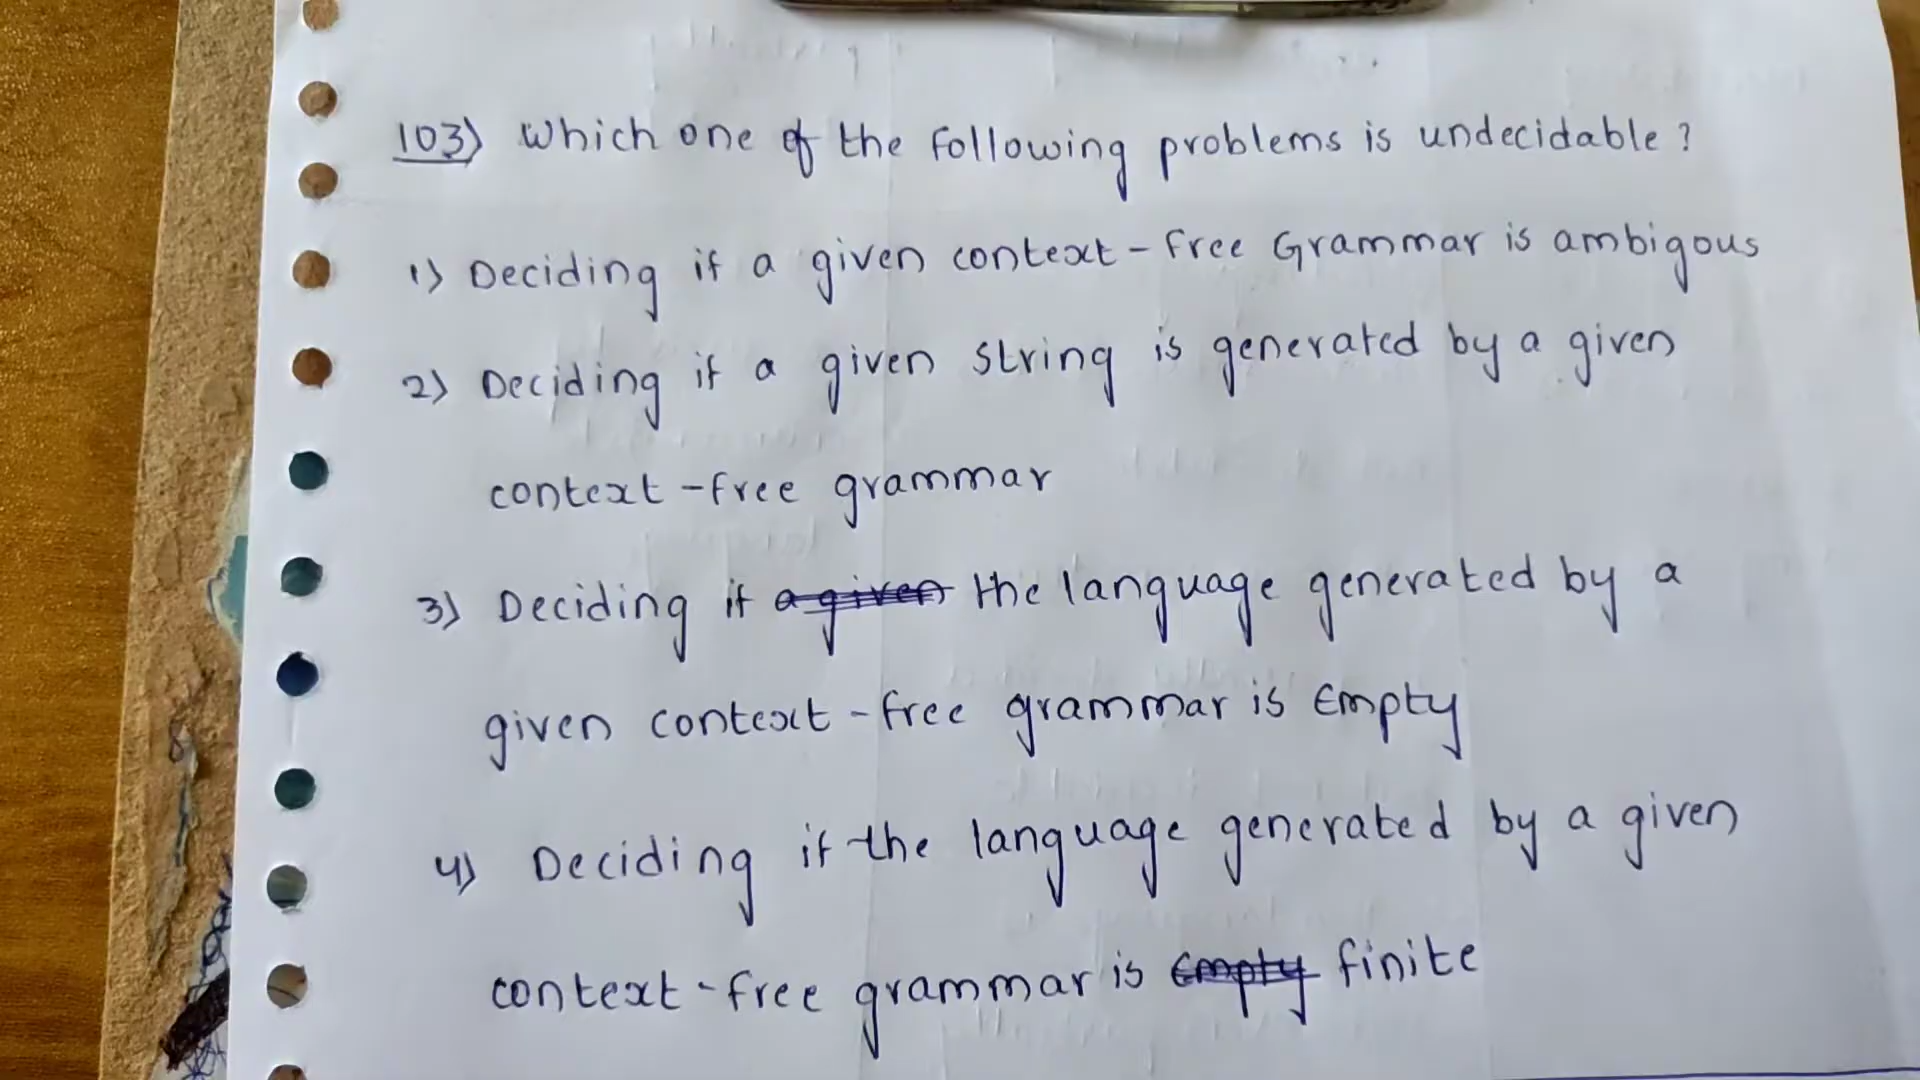 103) Which one of the following problems is undecidable?
1) Deciding if a given context-free Grammar is ambigous
2) Deciding if a given string is generated by a given
context-free grammar
3) Deciding if a given the language generated by a
given context-free grammar is Empty
4) Deciding if the language generated by a given
context-free grammar is Empty finite